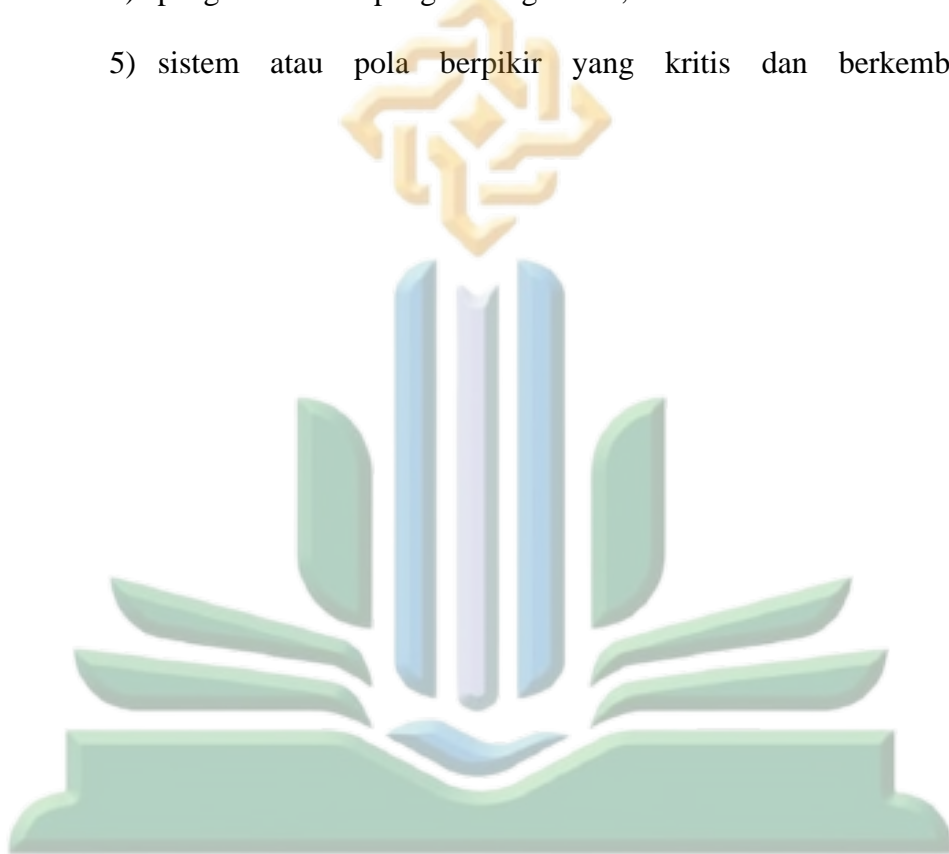 5) sistem atau pola berpikir yang kritis dan berkemb